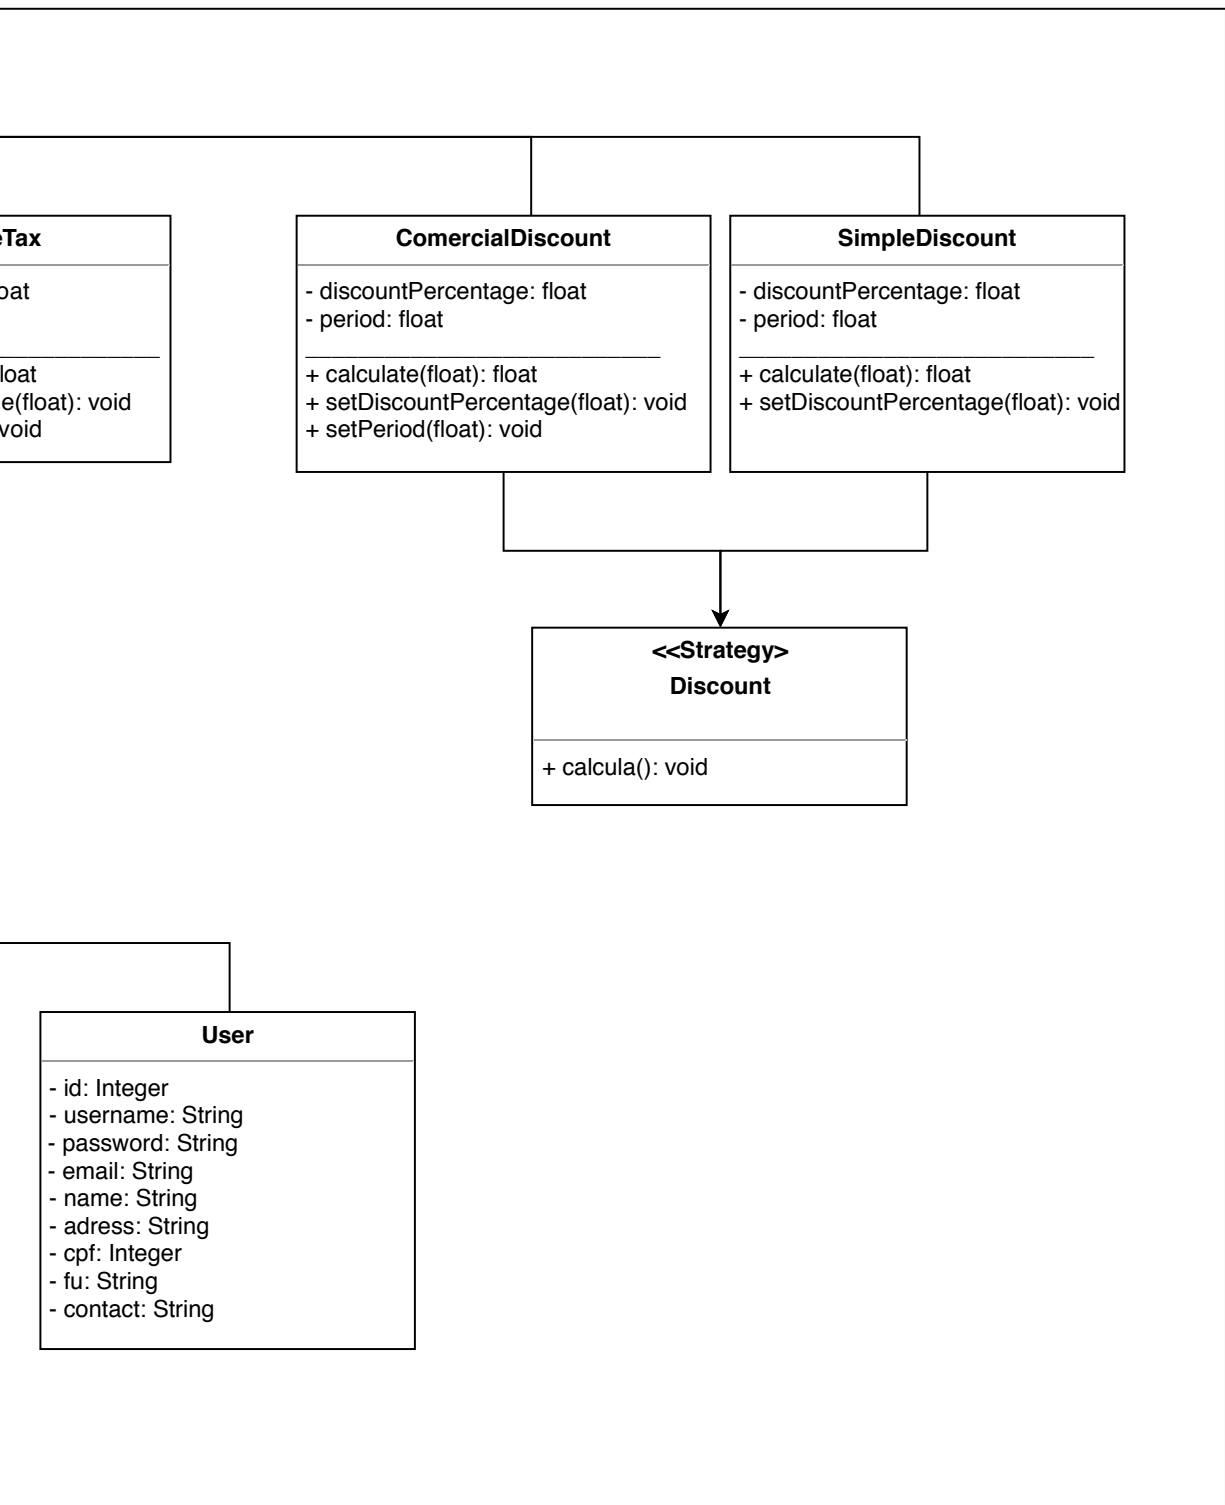 eTax
oat
loat
e(float): void
void
ComercialDiscount
- discountPercentage: float
- period: float
+ calculate(float): float
+ setDiscountPercentage(float): void
+ setPeriod(float): void
SimpleDiscount
- discountPercentage: float
- period: float
+ calculate(float): float
+ setDiscountPercentage(float): void
<<Strategy>
Discount
+ calcula(): void
User
- id: Integer
- username: String
- password: String
- email: String
- name: String
- adress: String
- cpf: Integer
- fu: String
- contact: String